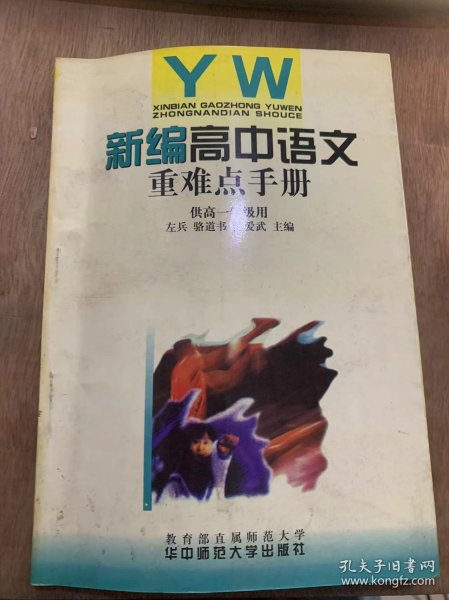 YW
XINBIAN GAOZHONG YUWEN
ZHONGNANDIAN SHOUCE
新编高中语文
重难点手册
供高一 级用
左兵 骆道书 爱武 主编
教育部直属师范大学
华中师范大学出版社
孔夫子旧书网
www.kongfz.com